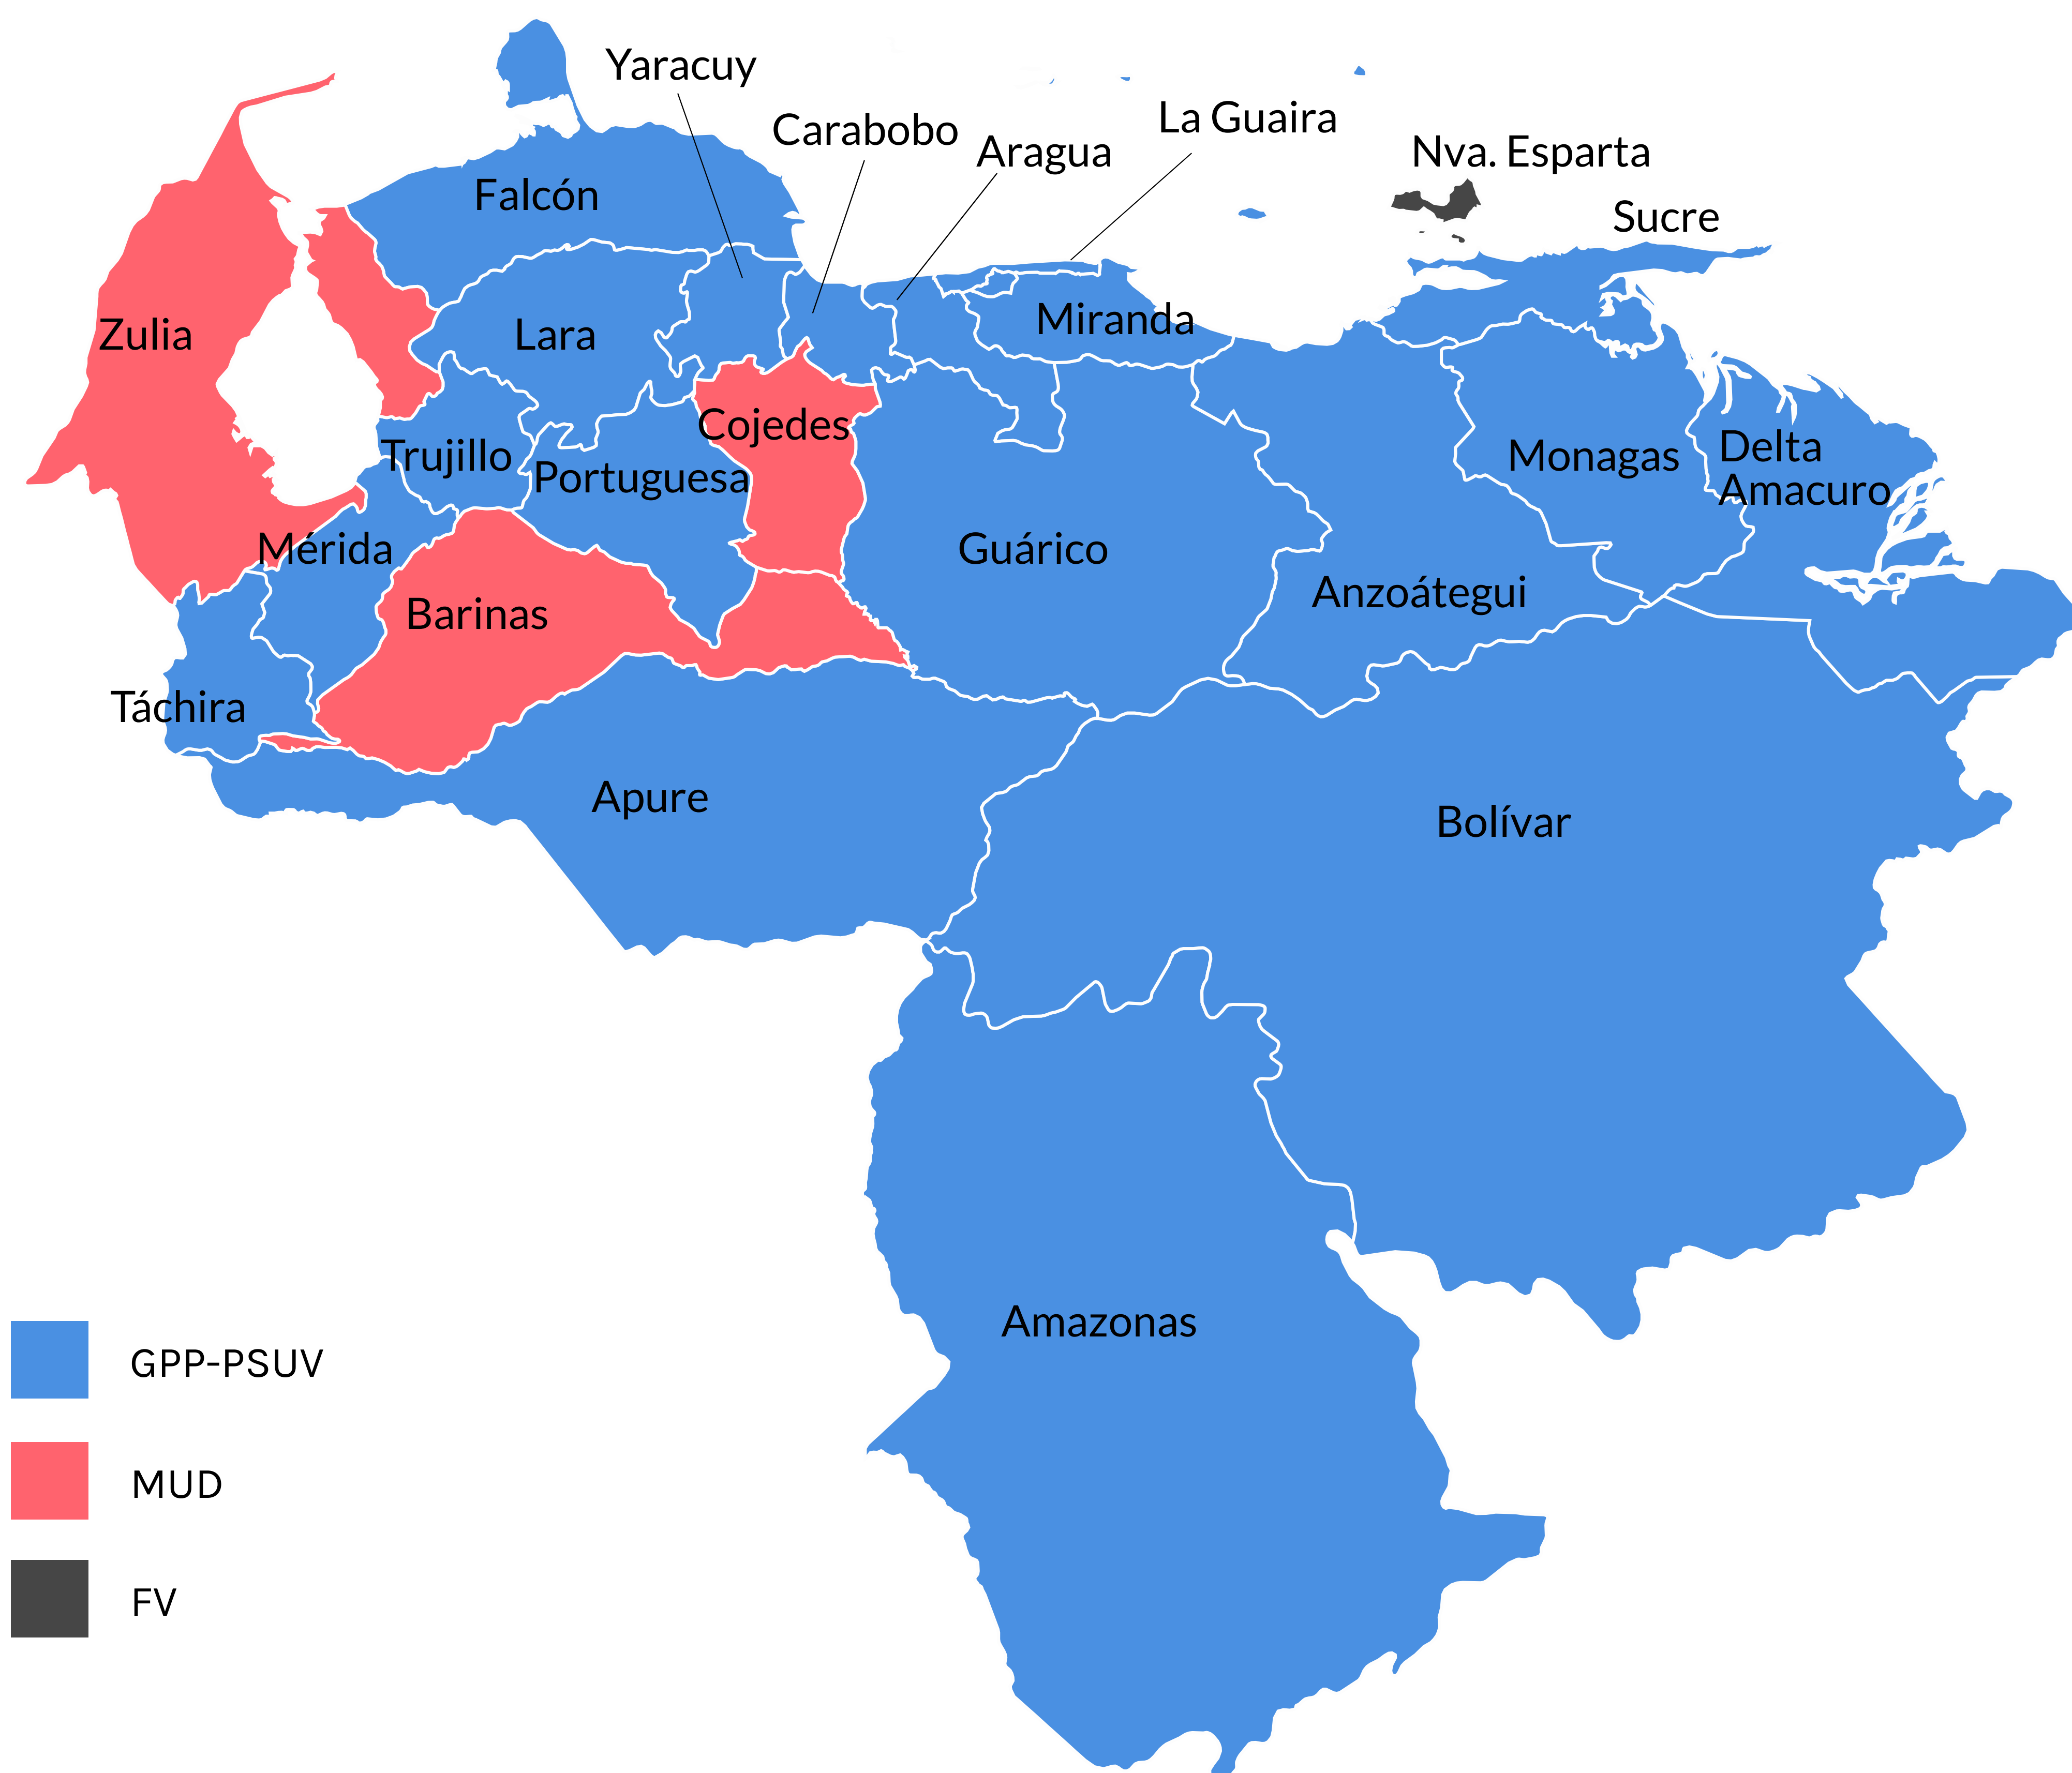 Yaracuy
Carabobo
La Guaira
Aragua
Nva. Esparta
Falcón
Sucre
Zulia
Lara
Miranda
Cojedes
Trujillo
Portuguesa
Monagas
Delta
Amacuro
Mérida
Guárico
Barinas
Anzoátegui
Táchira
Apure
Bolívar
Amazonas
GPP-PSUV
MUD
FV